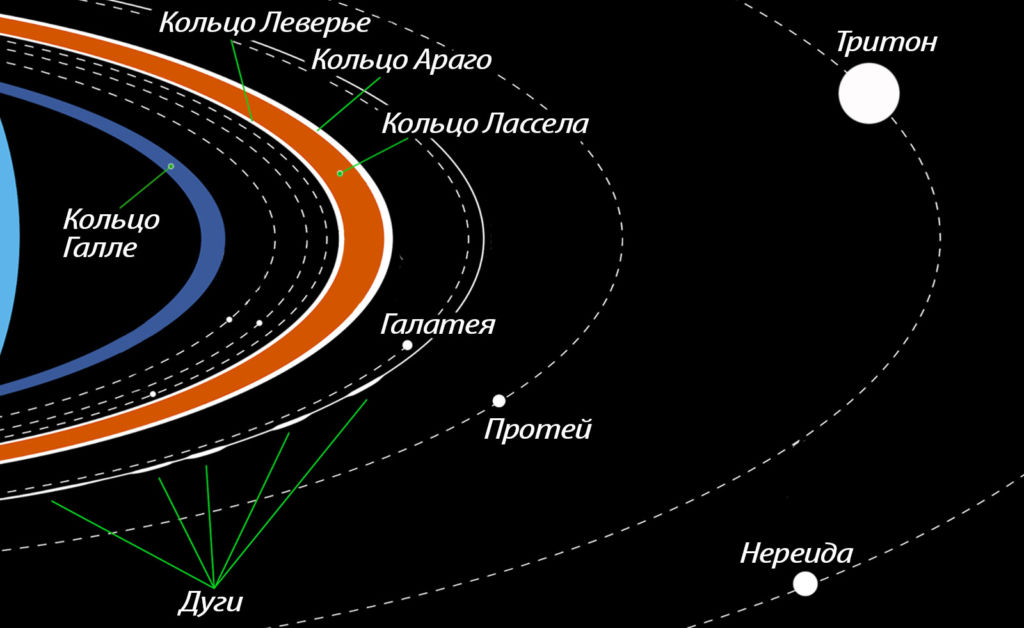 Кольцо Леверье
Тритон
Кольцо Араго
Кольцо Лассела
Кольцо
Галле
Галатея
Протей
Нереида
Дуги